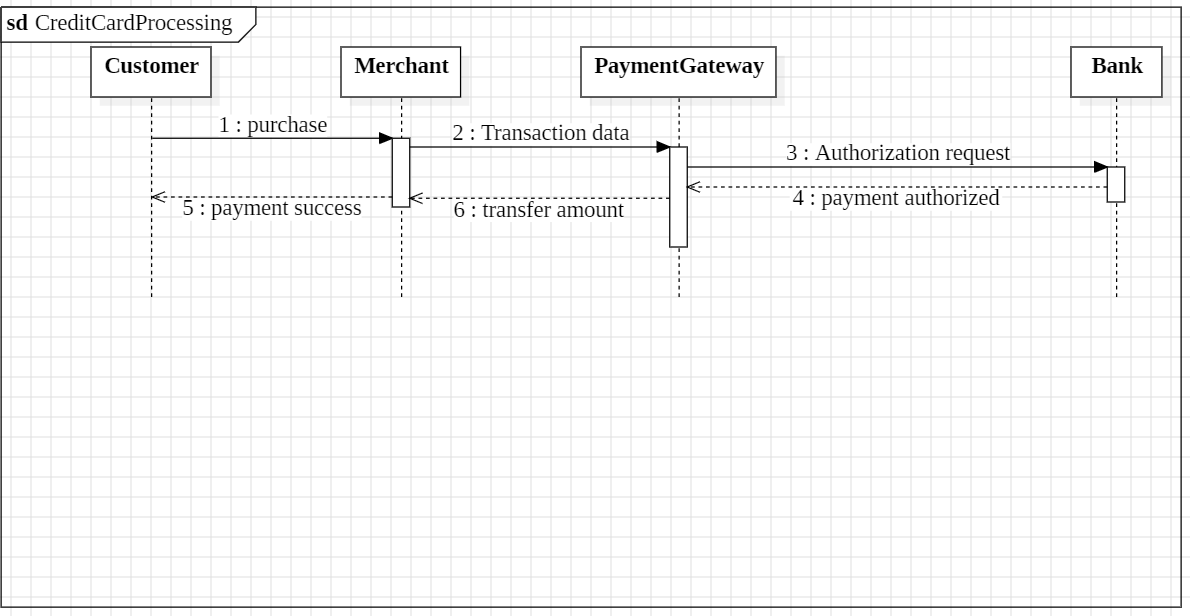 sd CreditCardProcessing
Customer
Merchant
PaymentGateway
Bank
1 : purchase
2 : Transaction data
3 : Authorization request
4 : payment authorized
5 : payment success
6 : transfer amount